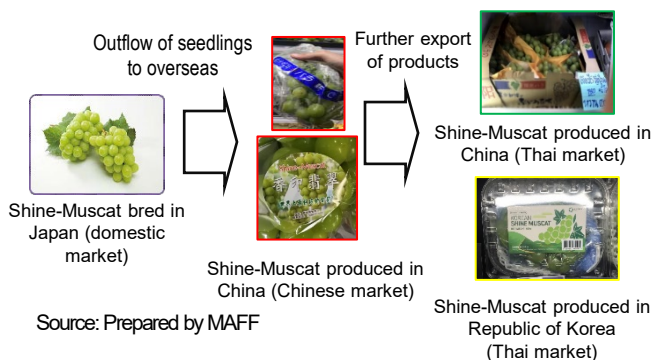 Outflow of seedlings
to overseas
Further export
of products
Shine-Muscat bred in
Japan (domestic
market)
香印翡翠
Shine-Muscat produced in
China (Chinese market)
Shine-Muscat produced in
China (Thai market)
KOREAN
SHINE MUSCAT
Shine-Muscat produced in
Republic of Korea
(Thai market)
Source: Prepared by MAFF